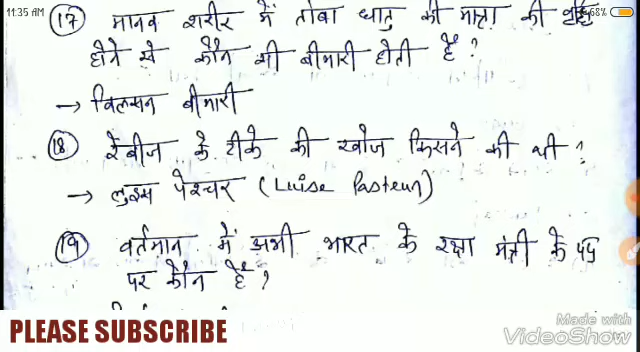 11:35 AM 68%
(17) मानव शरीर में तांबा धातु की मात्रा की वृद्धि
होने से कौन सी बीमारी होती है ?
→ विल्सन बीमारी
(18) रेबीज के टीके की खोज किसने की थी ?
→ लुइस पेश्चर (Luise Pasteur)
(19) वर्तमान में अभी भारत के रक्षा मंत्री के पद
पर कौन है ?
PLEASE SUBSCRIBE
Made with
VideoShow